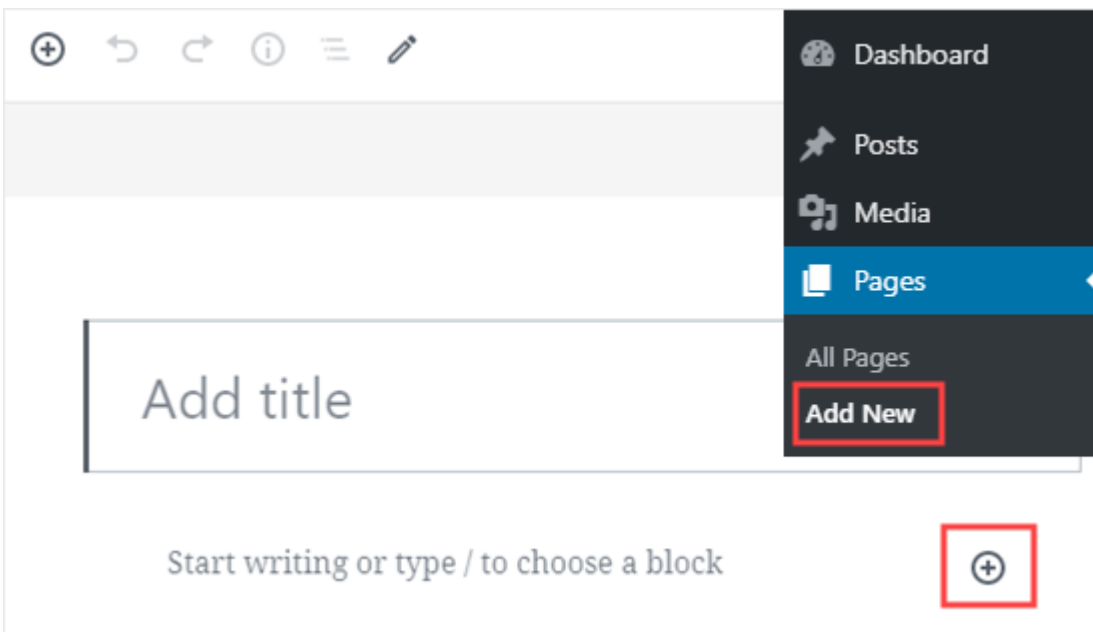 Dashboard
Posts
Media
Pages
All Pages
Add New
Add title
Start writing or type / to choose a block